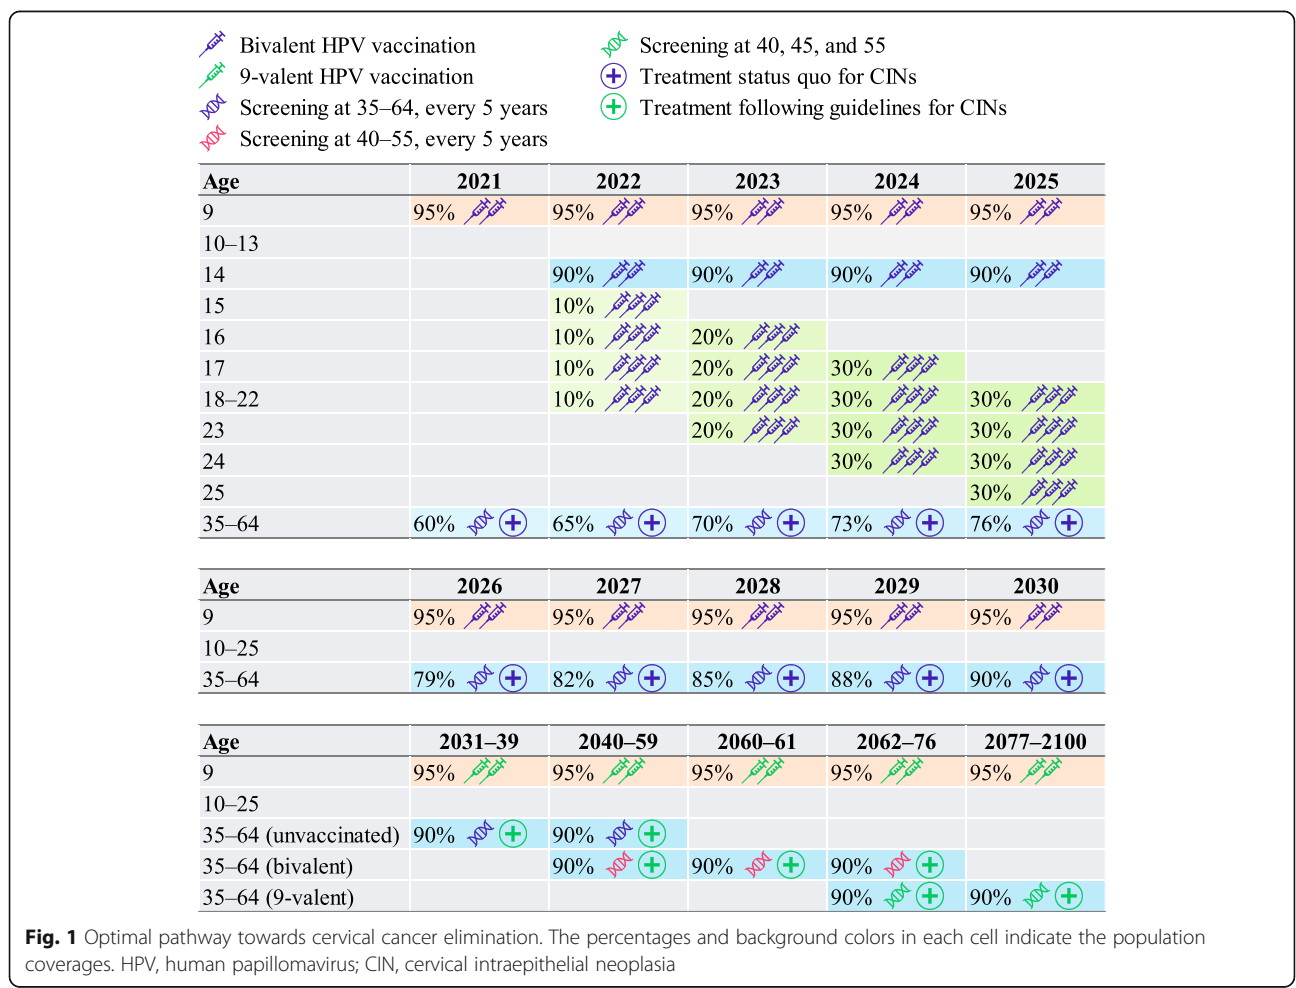 Bivalent HPV vaccination
9-valent HPV vaccination
Screening at 35–64, every 5 years
Screening at 40–55, every 5 years
Screening at 40, 45, and 55
Treatment status quo for CINs
Treatment following guidelines for CINs
Age 2021 2022 2023 2024 2025
9 95% 95% 95% 95% 95%
10–13
14 90% 90% 90% 90%
15 10%
16 10% 20%
17 10% 20% 30%
18–22 10% 20% 30% 30%
23 20% 30% 30%
24 30% 30%
25 30%
35–64 60% 65% 70% 73% 76%
Age 2026 2027 2028 2029 2030
9 95% 95% 95% 95% 95%
10–25
35–64 79% 82% 85% 88% 90%
Age 2031–39 2040–59 2060–61 2062–76 2077–2100
9 95% 95% 95% 95% 95%
10–25
35–64 (unvaccinated) 90% 90%
35–64 (bivalent) 90% 90% 90%
35–64 (9-valent) 90% 90%
Fig. 1 Optimal pathway towards cervical cancer elimination. The percentages and background colors in each cell indicate the population
coverages. HPV, human papillomavirus; CIN, cervical intraepithelial neoplasia